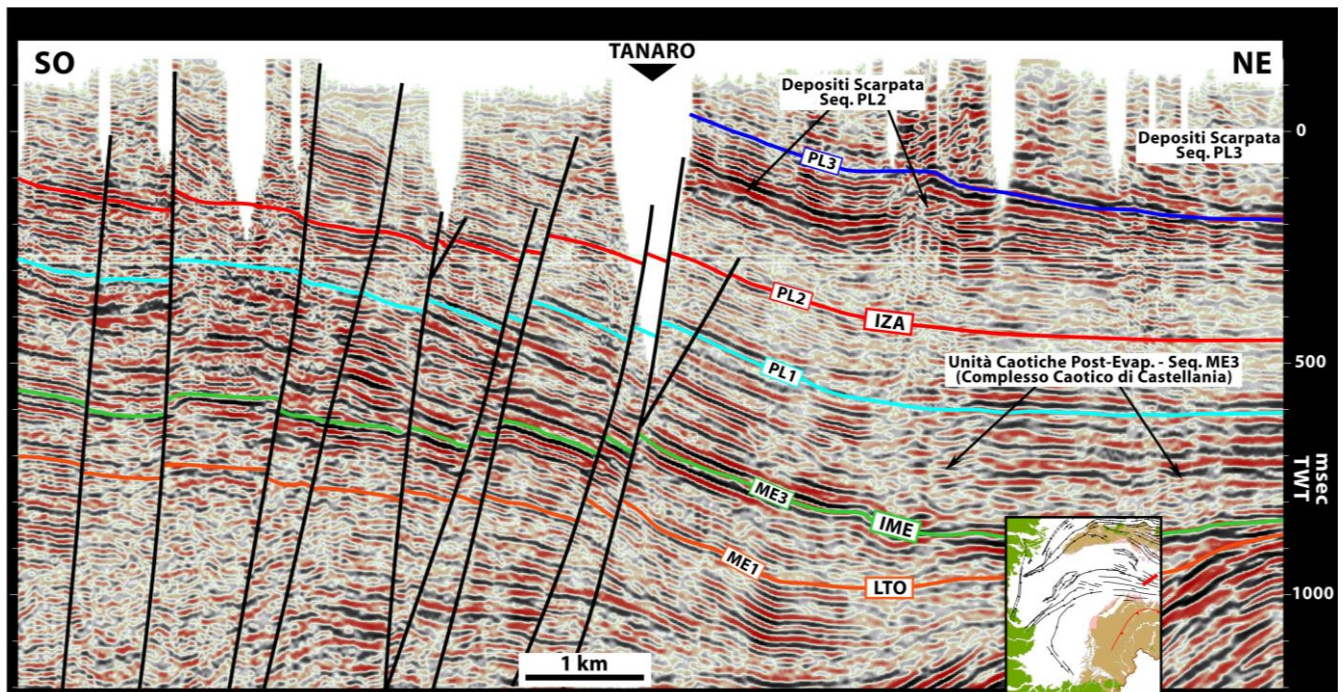 SO
TANARO
NE
Depositi Scarpata
Seq. PL2
0
Depositi Scarpata
Seq. PL3
PL3
PL2
IZA
500
Unità Caotiche Post-Evap. - Seq. ME3
(Complesso Caotico di Castellania)
PL1
msec
TWT
ME3
IME
ME1
LTO
1000
1 km